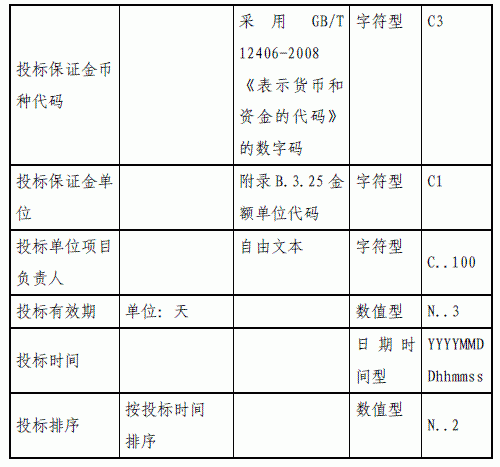 投标保证金币
种代码
采用 GB/T
12406-2008
《表示货币和
资金的代码》
的数字码
字符型
C3
投标保证金单
位
附录 B.3.25 金
额单位代码
字符型
C1
投标单位项目
负责人
自由文本
字符型
C..100
投标有效期
单位：天
数值型
N..3
投标时间
日期时
间型
YYYYMMD
Dhhmmss
投标排序
按投标时间
排序
数值型
N..2